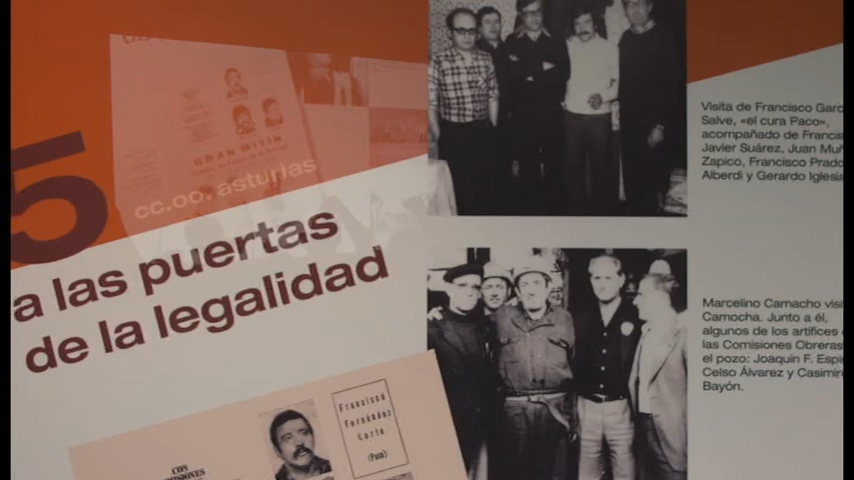 GRAN MITIN
cc.oo. asturias
5
a las puertas
de la legalidad
Visita de Francisco Garc
Salve, «el cura Paco»,
acompañado de Francis
Javier Suárez, Juan Muñ
Zapico, Francisco Prado
Alberdi y Gerardo Iglesia
Marcelino Camacho visi
Camocha. Junto a él,
algunos de los artífices
las Comisiones Obreras
el pozo: Joaquín F. Espi
Celso Álvarez y Casimir
Bayón.
Francisco
Fernández
Corte
(Paco)
CON